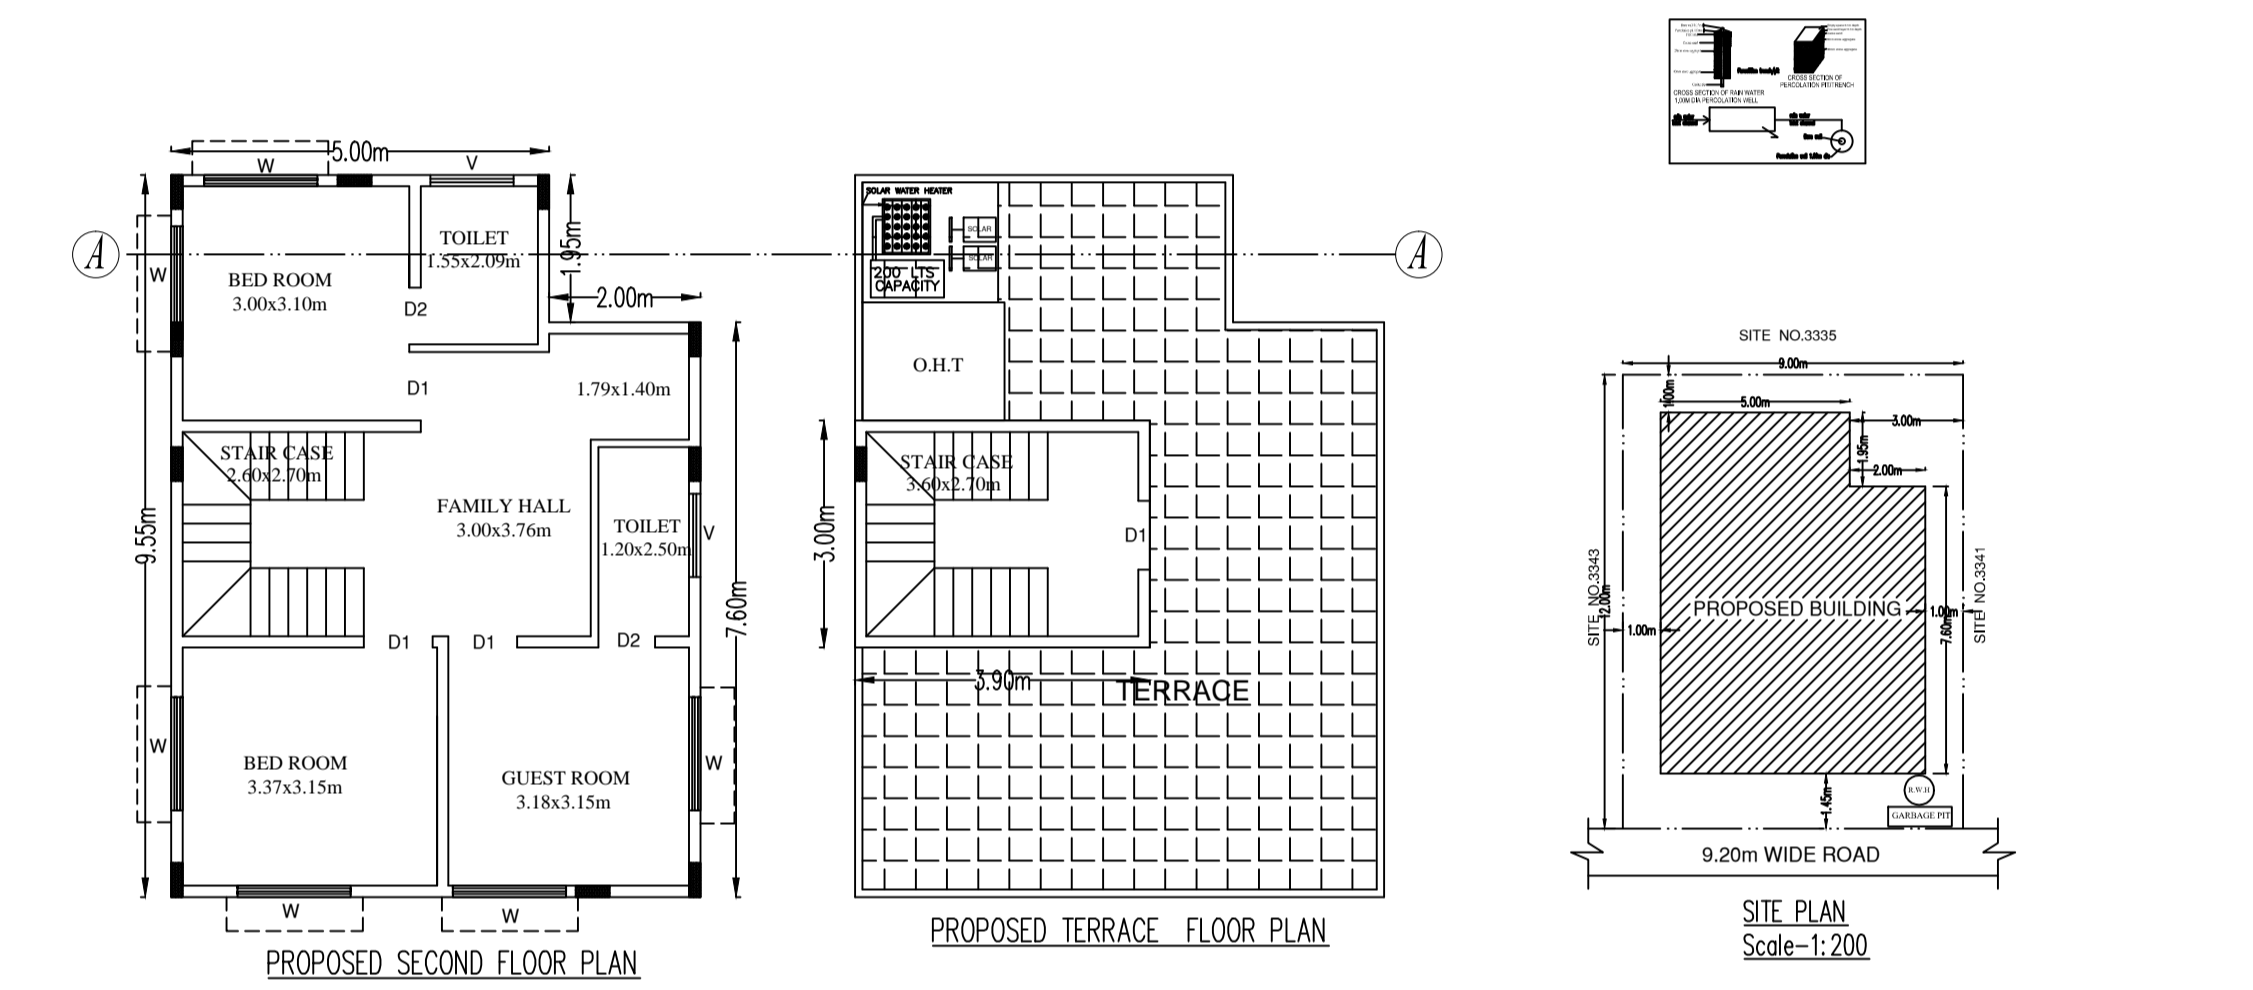 5.00m
W
V
TOILET
1.55x2.09m
1.95m
A
W
BED ROOM
3.00x3.10m
D2
2.00m
D1
1.79x1.40m
STAIR CASE
2.60x2.70m
FAMILY HALL
3.00x3.76m
TOILET
1.20x2.50m
V
9.55m
7.60m
D1
D1
D2
W
BED ROOM
3.37x3.15m
GUEST ROOM
3.18x3.15m
W
W
W
PROPOSED SECOND FLOOR PLAN
SOLAR WATER HEATER
SOLAR
SOLAR
200 LTS
CAPACITY
A
O.H.T
STAIR CASE
3.60x2.70m
3.00m
D1
3.90m
TERRACE
PROPOSED TERRACE FLOOR PLAN
CROSS SECTION OF
PERCOLATION PIT/TRENCH
CROSS SECTION OF RAIN WATER
1,00M DIA PERCOLATION WELL
SITE NO.3335
9.00m
1.00m
5.00m
3.00m
1.95m
2.00m
SITE NO.3343
12.00m
PROPOSED BUILDING
1.00m
1.00m
7.60m
SITE NO.3341
1.45m
R.W.H
GARBAGE PIT
9.20m WIDE ROAD
SITE PLAN
Scale-1:200